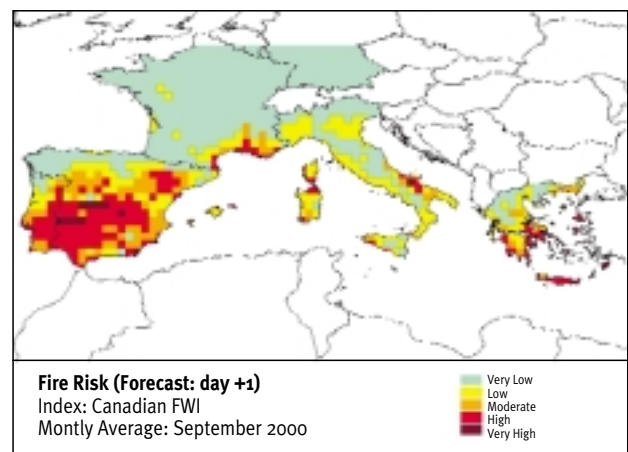 Fire Risk (Forecast: day +1)
Index: Canadian FWI
Montly Average: September 2000
Very Low
Low
Moderate
High
Very High